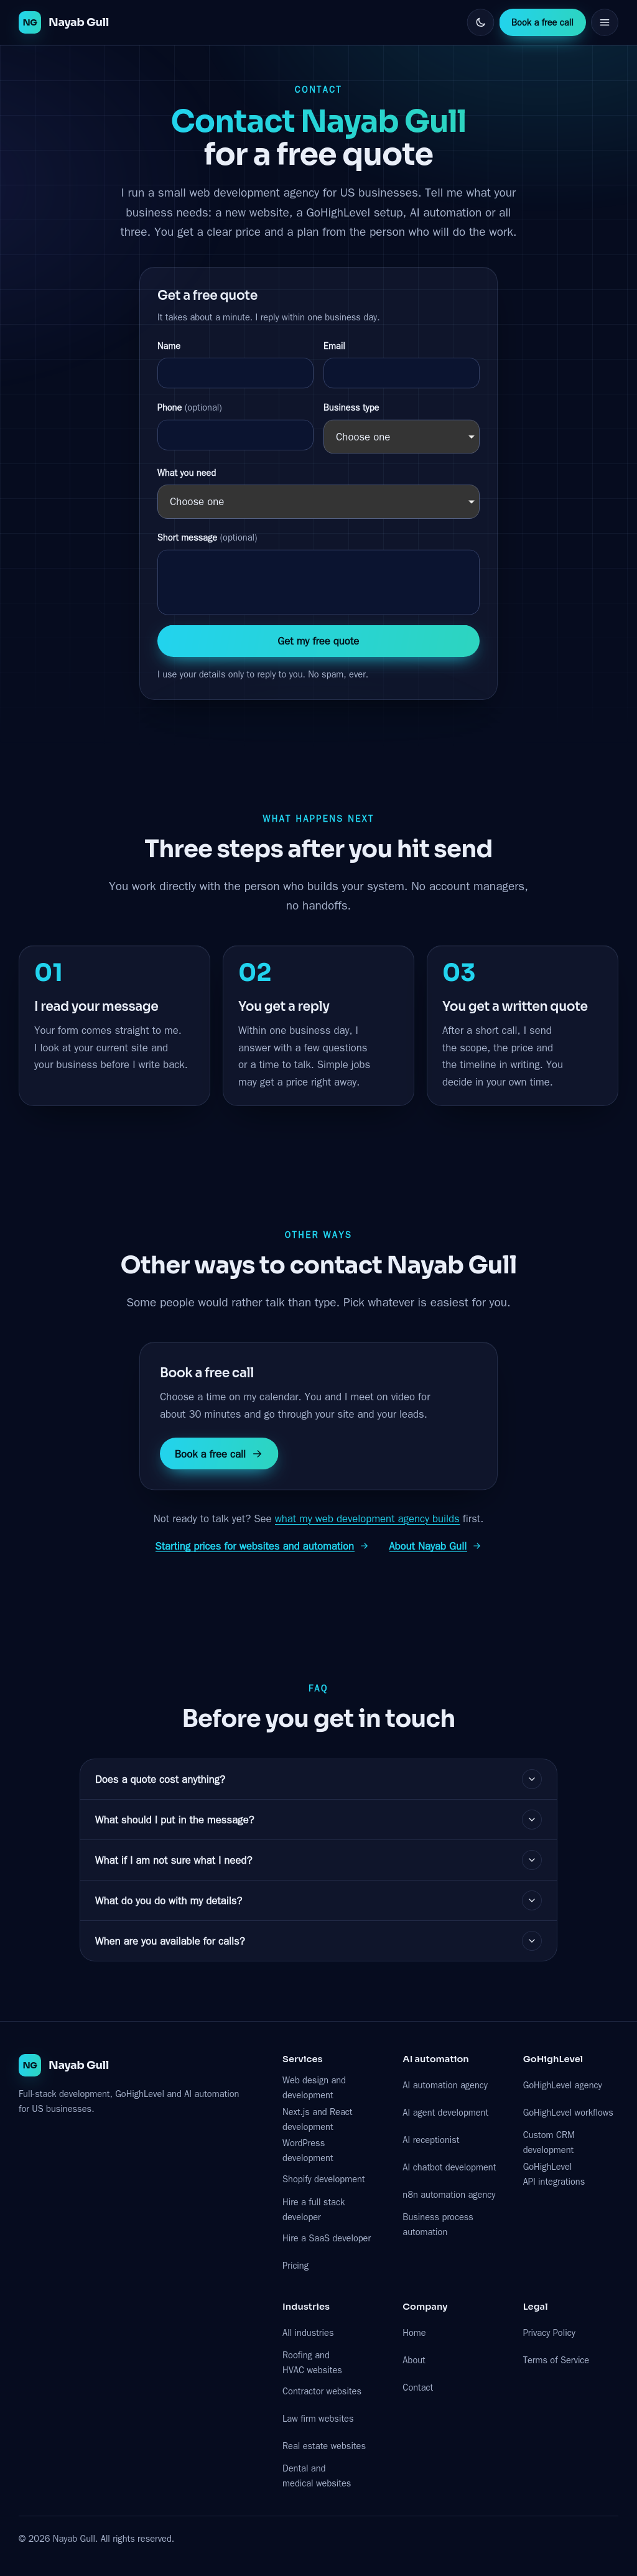 NG Nayab Gull
Book a free call
CONTACT
Contact Nayab Gull
for a free quote
I run a small web development agency for US businesses. Tell me what your
business needs: a new website, a GoHighLevel setup, AI automation or all
three. You get a clear price and a plan from the person who will do the work.
Get a free quote
It takes about a minute. I reply within one business day.
Name
Email
Phone (optional)
Business type
Choose one
What you need
Choose one
Short message (optional)
Get my free quote
I use your details only to reply to you. No spam, ever.
WHAT HAPPENS NEXT
Three steps after you hit send
You work directly with the person who builds your system. No account managers,
no handoffs.
01
I read your message
Your form comes straight to me.
I look at your current site and
your business before I write back.
02
You get a reply
Within one business day, I
answer with a few questions
or a time to talk. Simple jobs
may get a price right away.
03
You get a written quote
After a short call, I send
the scope, the price and
the timeline in writing. You
decide in your own time.
OTHER WAYS
Other ways to contact Nayab Gull
Some people would rather talk than type. Pick whatever is easiest for you.
Book a free call
Choose a time on my calendar. You and I meet on video for
about 30 minutes and go through your site and your leads.
Book a free call →
Not ready to talk yet? See what my web development agency builds first.
Starting prices for websites and automation →
About Nayab Gull →
FAQ
Before you get in touch
Does a quote cost anything?
What should I put in the message?
What if I am not sure what I need?
What do you do with my details?
When are you available for calls?
NG Nayab Gull
Full-stack development, GoHighLevel and AI automation
for US businesses.
Services
Web design and
development
Next.js and React
development
WordPress
development
Shopify development
Hire a full stack
developer
Hire a SaaS developer
Pricing
AI automation
AI automation agency
AI agent development
AI receptionist
AI chatbot development
n8n automation agency
Business process
automation
GoHighLevel
GoHighLevel agency
GoHighLevel workflows
Custom CRM
development
GoHighLevel
API integrations
Industries
All industries
Roofing and
HVAC websites
Contractor websites
Law firm websites
Real estate websites
Dental and
medical websites
Company
Home
About
Contact
Legal
Privacy Policy
Terms of Service
© 2026 Nayab Gull. All rights reserved.